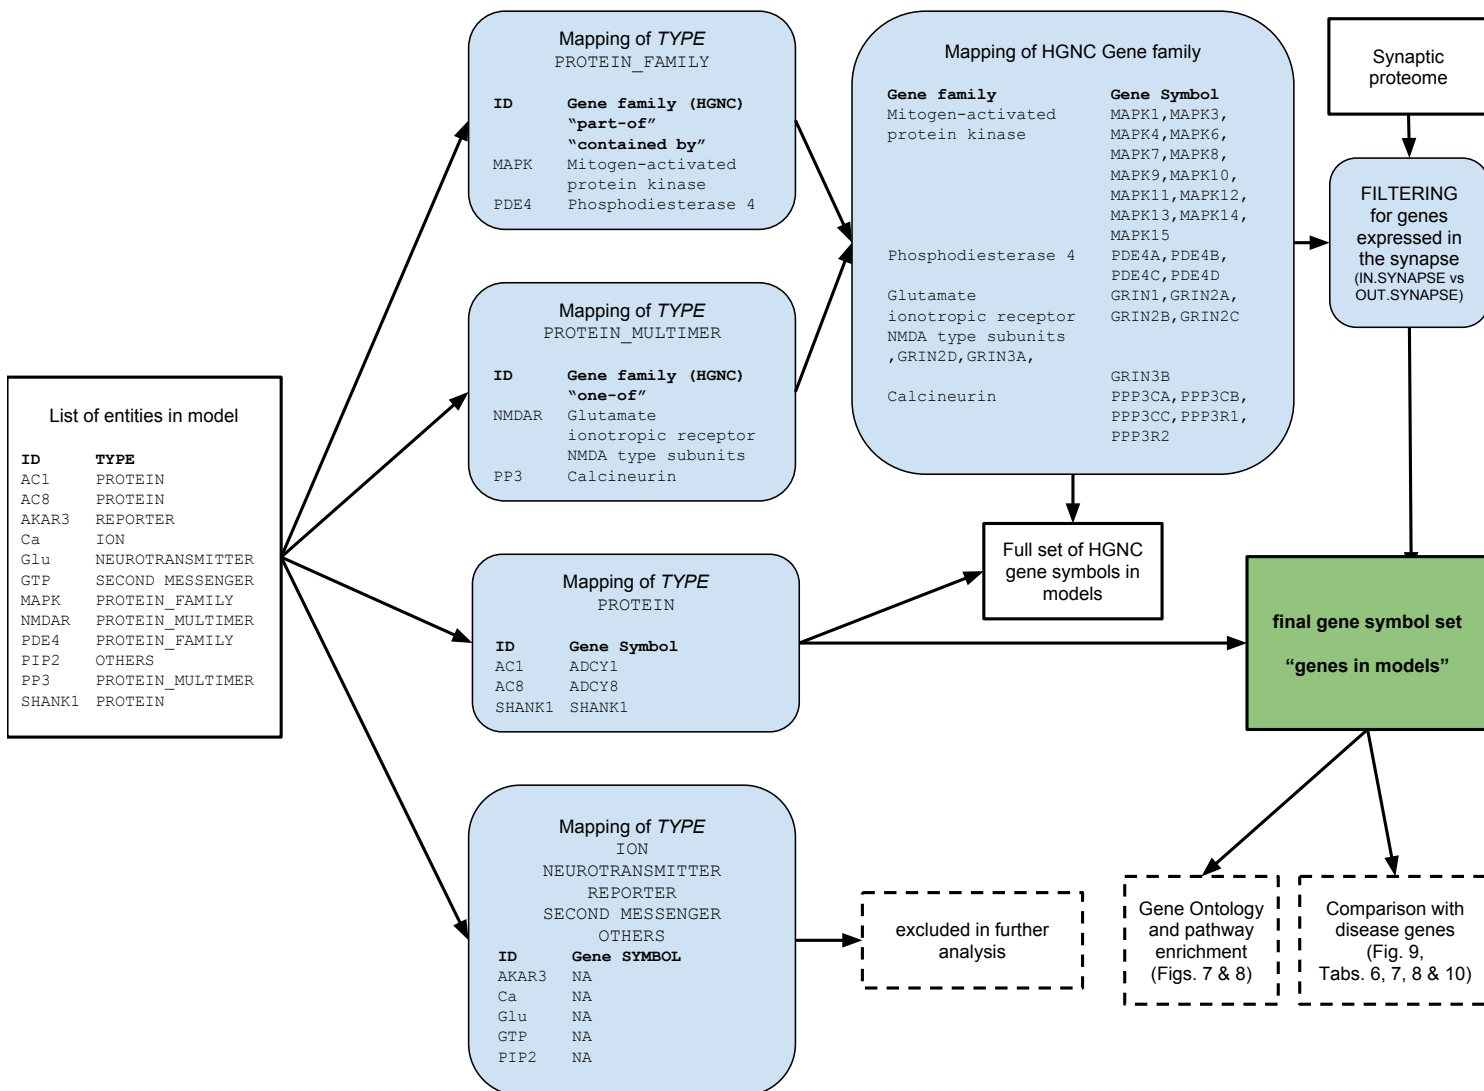 List of entities in model
ID TYPE
AC1 PROTEIN
AC8 PROTEIN
AKAR3 REPORTER
Ca ION
Glu NEUROTRANSMITTER
GTP SECOND MESSENGER
MAPK PROTEIN_FAMILY
NMDAR PROTEIN_MULTIMER
PDE4 PROTEIN_FAMILY
PIP2 OTHERS
PP3 PROTEIN_MULTIMER
SHANK1 PROTEIN
Mapping of TYPE
PROTEIN_FAMILY
ID Gene family (HGNC)
“part-of”
“contained by”
MAPK Mitogen-activated
protein kinase
PDE4 Phosphodiesterase 4
Mapping of TYPE
PROTEIN_MULTIMER
ID Gene family (HGNC)
“one-of”
NMDAR Glutamate
ionotropic receptor
NMDA type subunits
PP3 Calcineurin
Mapping of TYPE
PROTEIN
ID Gene Symbol
AC1 ADCY1
AC8 ADCY8
SHANK1 SHANK1
Mapping of TYPE
ION
NEUROTRANSMITTER
REPORTER
SECOND MESSENGER
OTHERS
ID Gene SYMBOL
AKAR3 NA
Ca NA
Glu NA
GTP NA
PIP2 NA
Mapping of HGNC Gene family
Gene family Gene Symbol
Mitogen-activated MAPK1,MAPK3,
protein kinase MAPK4,MAPK6,
MAPK7,MAPK8,
MAPK9,MAPK10,
MAPK11,MAPK12,
MAPK13,MAPK14,
MAPK15
Phosphodiesterase 4 PDE4A,PDE4B,
PDE4C,PDE4D
Glutamate GRIN1,GRIN2A,
ionotropic receptor GRIN2B,GRIN2C
NMDA type subunits
,GRIN2D,GRIN3A,
GRIN3B
Calcineurin PPP3CA,PPP3CB,
PPP3CC,PPP3R1,
PPP3R2
Full set of HGNC
gene symbols in
models
excluded in further
analysis
Synaptic
proteome
FILTERING
for genes
expressed in
the synapse
(IN.SYNAPSE vs
OUT.SYNAPSE)
final gene symbol set
“genes in models”
Gene Ontology
and pathway
enrichment
(Figs. 7 & 8)
Comparison with
disease genes
(Fig. 9,
Tabs. 6, 7, 8 & 10)